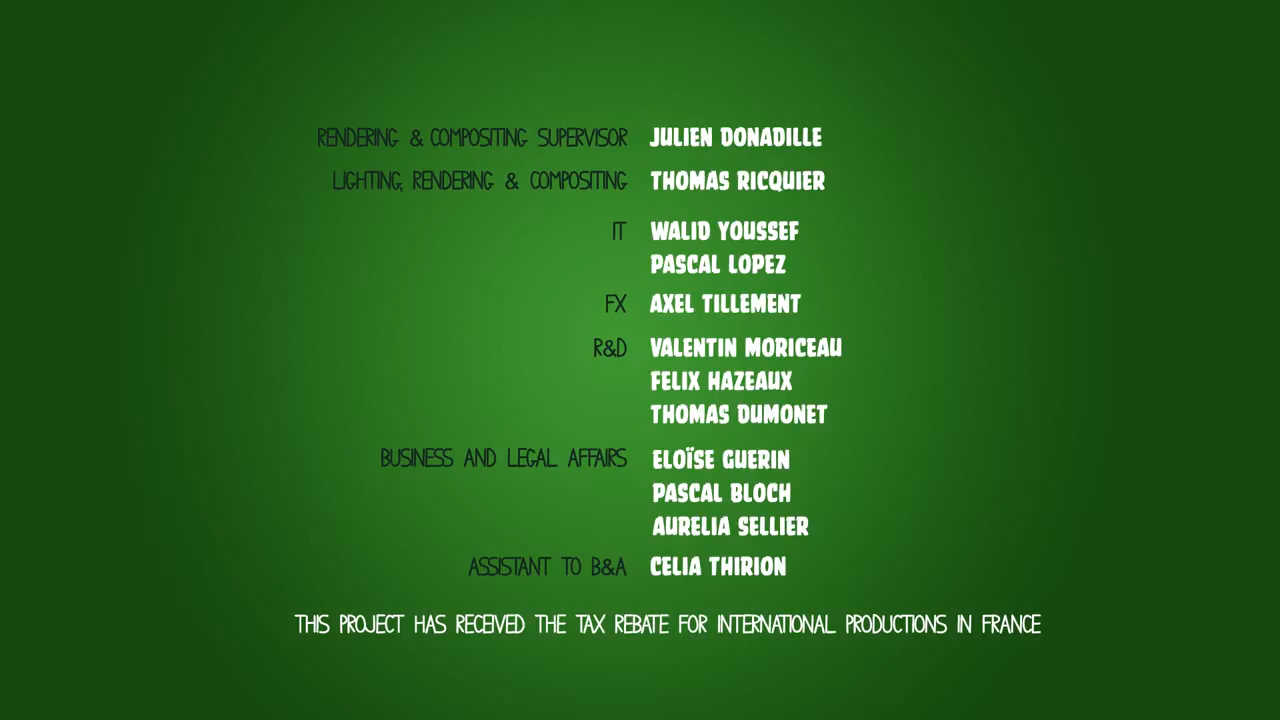 RENDERING & COMPOSITING SUPERVISOR JULIEN DONADILLE
LIGHTING, RENDERING & COMPOSITING THOMAS RICQUIER
IT WALID YOUSSEF
PASCAL LOPEZ
FX AXEL TILLEMENT
R&D VALENTIN MORICEAU
FELIX HAZEAUX
THOMAS DUMONET
BUSINESS AND LEGAL AFFAIRS ELOÏSE GUERIN
PASCAL BLOCH
AURELIA SELLIER
ASSISTANT TO B&A CELIA THIRION
THIS PROJECT HAS RECEIVED THE TAX REBATE FOR INTERNATIONAL PRODUCTIONS IN FRANCE